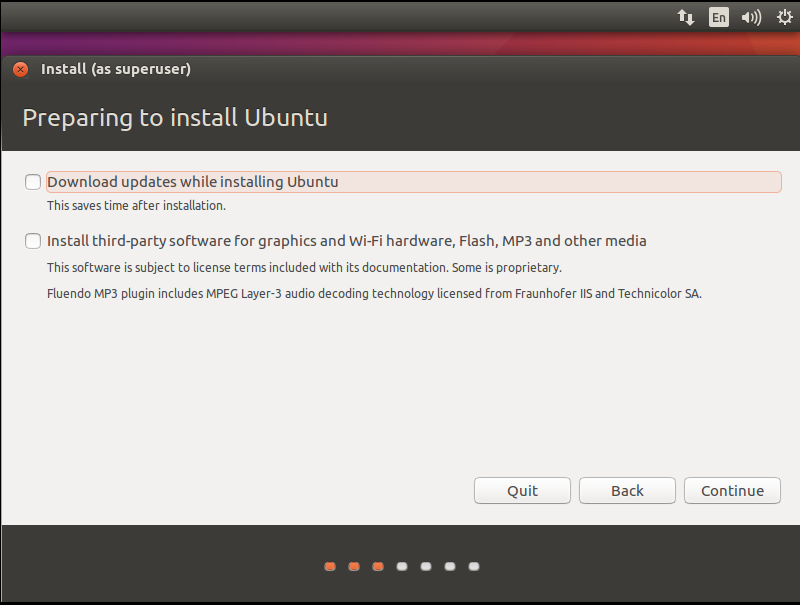 En
Install (as superuser)
Preparing to install Ubuntu
Download updates while installing Ubuntu
This saves time after installation.
Install third-party software for graphics and Wi-Fi hardware, Flash, MP3 and other media
This software is subject to license terms included with its documentation. Some is proprietary.
Fluendo MP3 plugin includes MPEG Layer-3 audio decoding technology licensed from Fraunhofer IIS and Technicolor SA.
Quit
Back
Continue